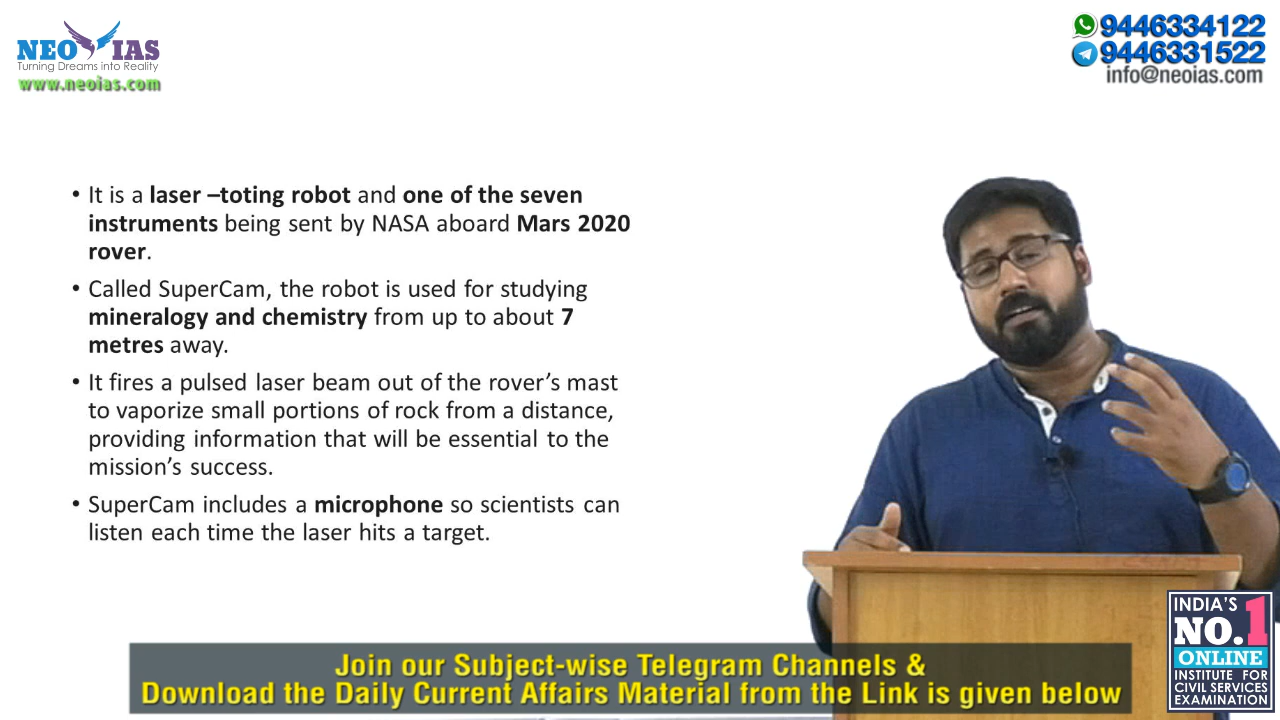 NEO IAS
Turning Dreams into Reality
www.neoias.com
9446334122
9446331522
info@neoias.com
• It is a laser –toting robot and one of the seven
instruments being sent by NASA aboard Mars 2020
rover.
• Called SuperCam, the robot is used for studying
mineralogy and chemistry from up to about 7
metres away.
• It fires a pulsed laser beam out of the rover’s mast
to vaporize small portions of rock from a distance,
providing information that will be essential to the
mission’s success.
• SuperCam includes a microphone so scientists can
listen each time the laser hits a target.
INDIA'S
NO.1
ONLINE
INSTITUTE FOR
CIVIL SERVICES
EXAMINATION
Join our Subject-wise Telegram Channels &
Download the Daily Current Affairs Material from the Link is given below